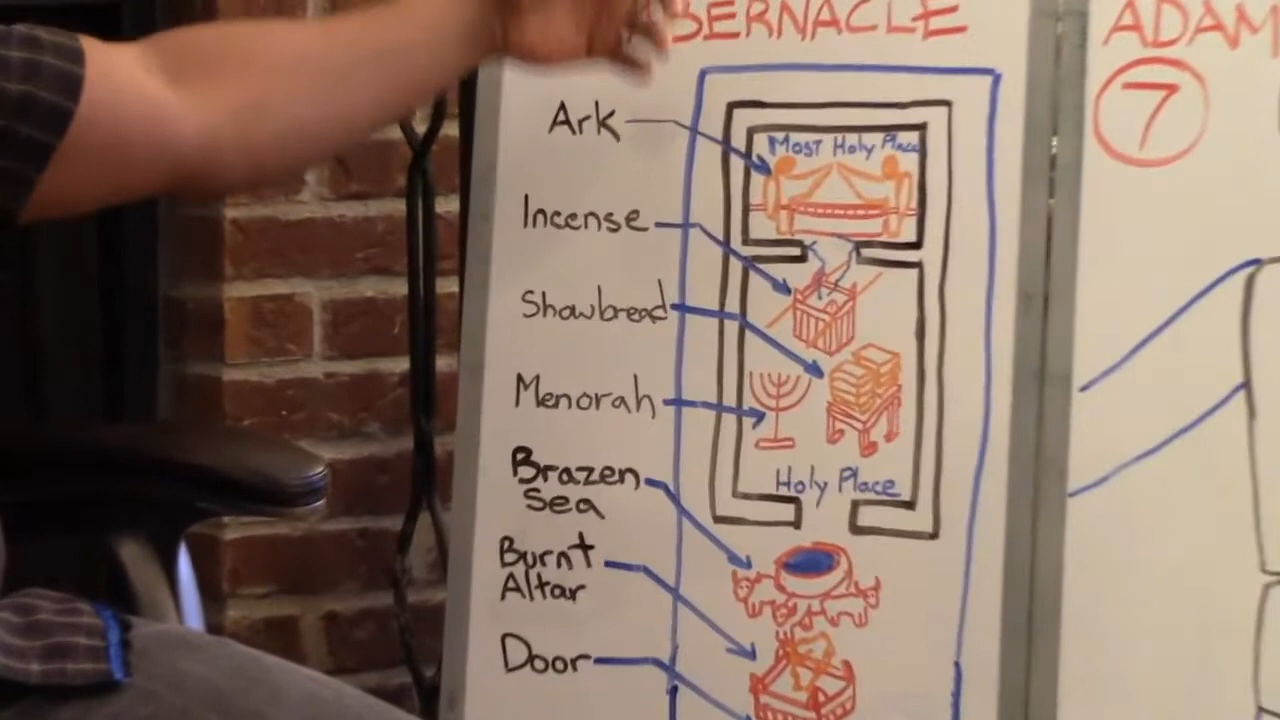 BERNACLE
Ark
Most Holy Place
Incense
Showbread
Menorah
Holy Place
Brazen
Sea
Burnt
Altar
Door
ADAM
7